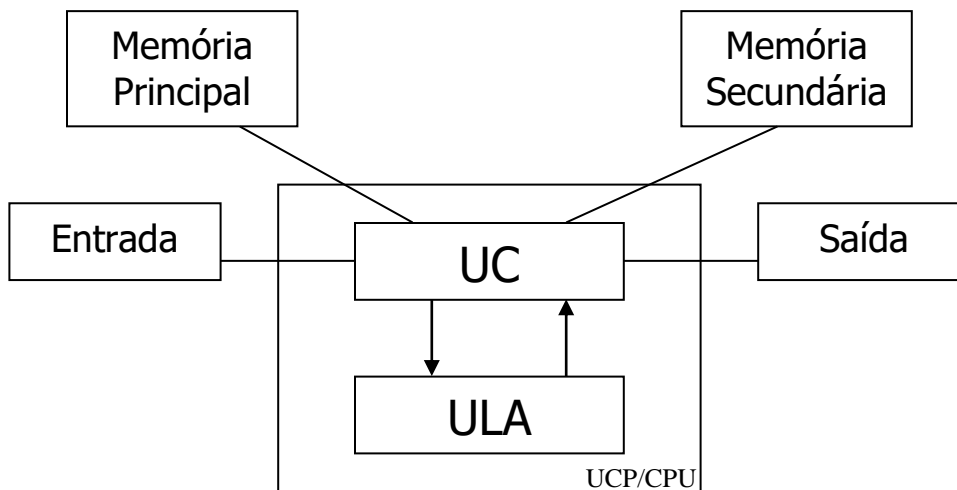 Memória
Principal
Memória
Secundária
Entrada
UC
Saída
ULA
UCP/CPU